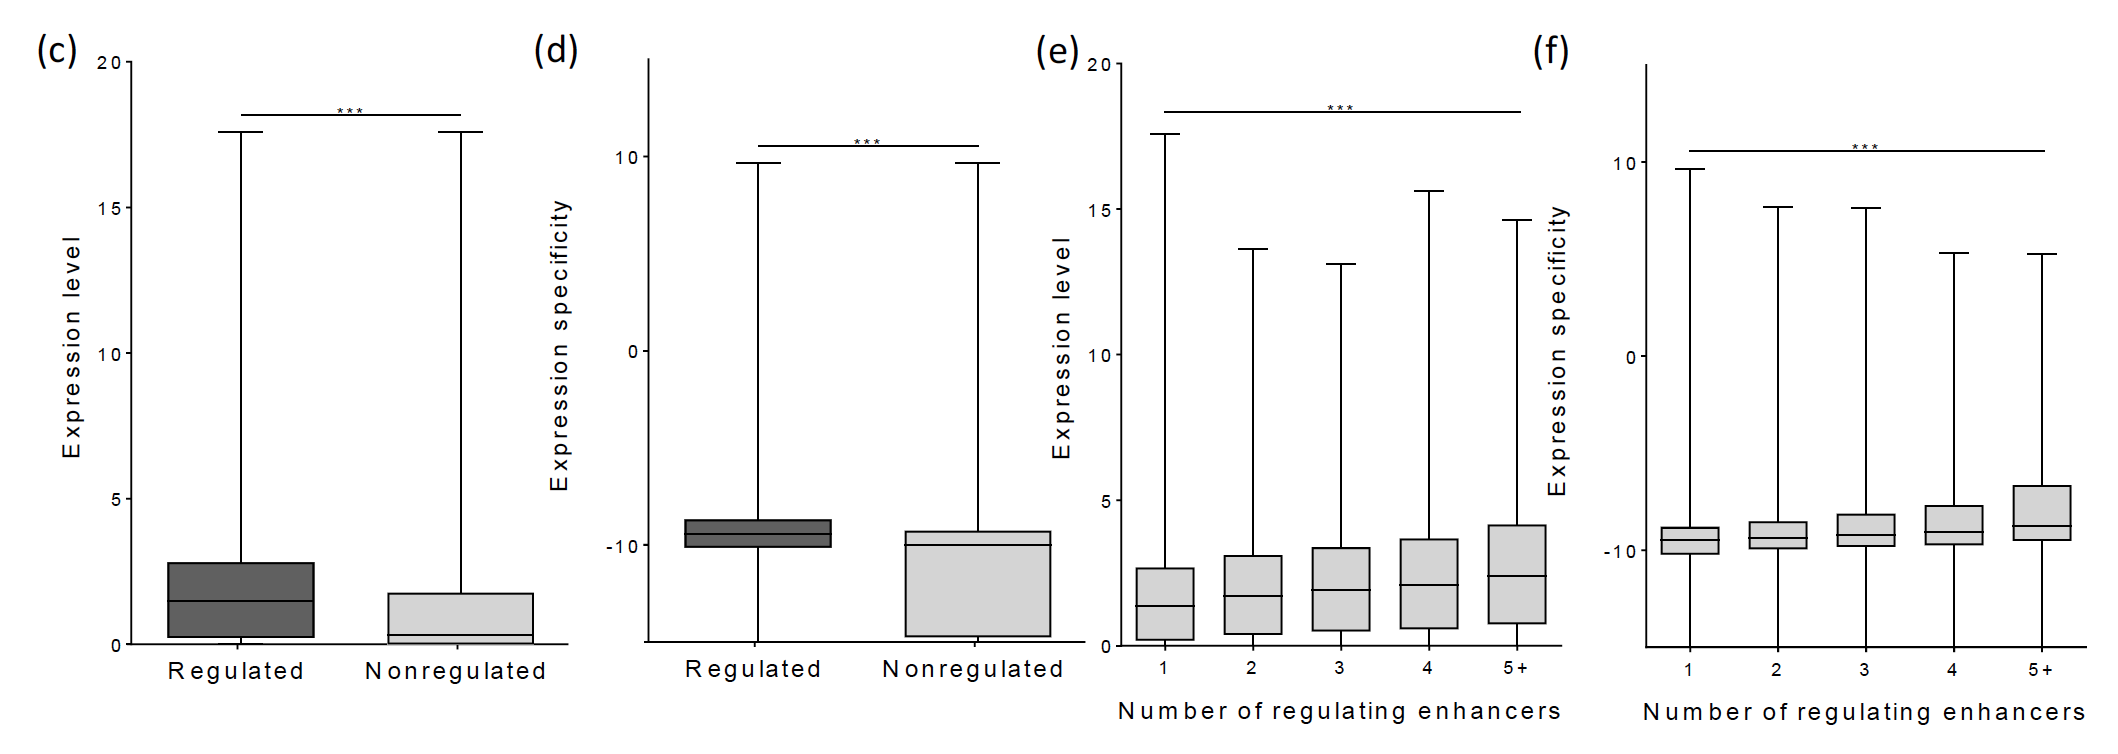 (c)
20
15
10
5
0
Expression level
***
Regulated
Nonregulated
(d)
10
0
-10
Expression specificity
***
Regulated
Nonregulated
(e)
20
15
10
5
0
Expression level
***
1
2
3
4
5+
Number of regulating enhancers
(f)
10
0
-10
Expression specificity
***
1
2
3
4
5+
Number of regulating enhancers